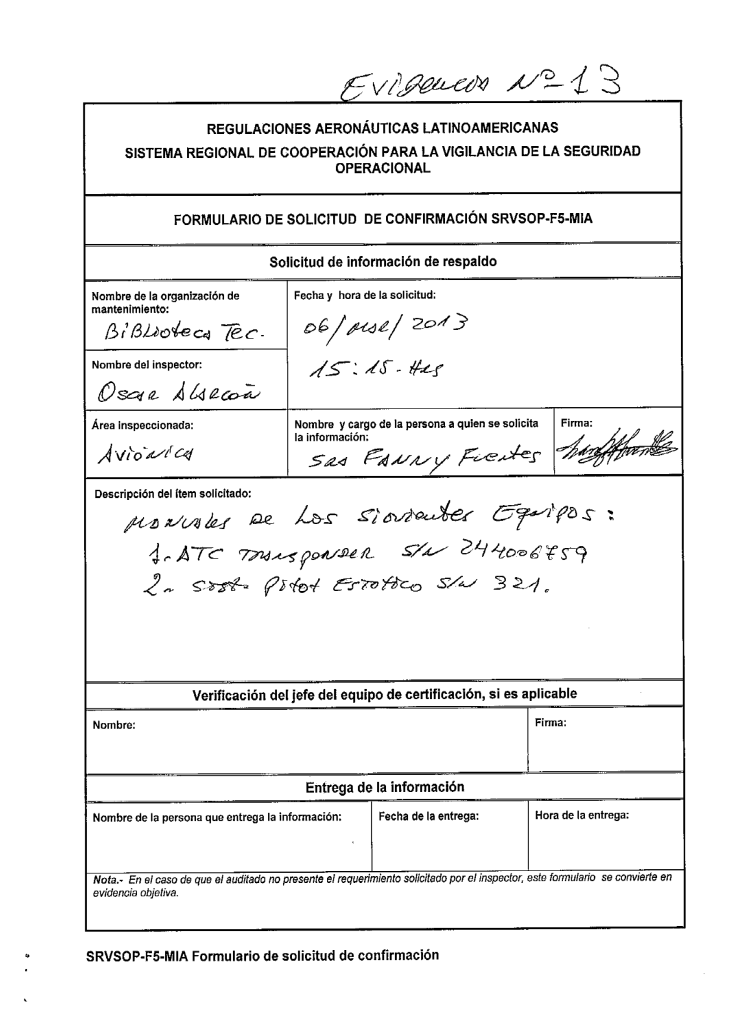 Evidencia Nº 13
REGULACIONES AERONÁUTICAS LATINOAMERICANAS
SISTEMA REGIONAL DE COOPERACIÓN PARA LA VIGILANCIA DE LA SEGURIDAD
OPERACIONAL
FORMULARIO DE SOLICITUD DE CONFIRMACIÓN SRVSOP-F5-MIA
Solicitud de información de respaldo
Nombre de la organización de
mantenimiento:
BiBLioteca Tec.
Fecha y hora de la solicitud:
06/ /2013
15:15-Hrs
Nombre del inspector:
Oscar
Área inspeccionada:
Aviónica
Nombre y cargo de la persona a quien se solicita
la información:
Sra FANNY Fuentes
Firma:
Descripción del ítem solicitado:
Manuales de Los Siguientes Equipos:
1.- ATC Transponder S/N 244006759
2.- Sist. Pitot Estatico S/N 321.
Verificación del jefe del equipo de certificación, si es aplicable
Nombre:
Firma:
Entrega de la información
Nombre de la persona que entrega la información:
Fecha de la entrega:
Hora de la entrega:
Nota.- En el caso de que el auditado no presente el requerimiento solicitado por el inspector, este formulario se convierte en
evidencia objetiva.
SRVSOP-F5-MIA Formulario de solicitud de confirmación